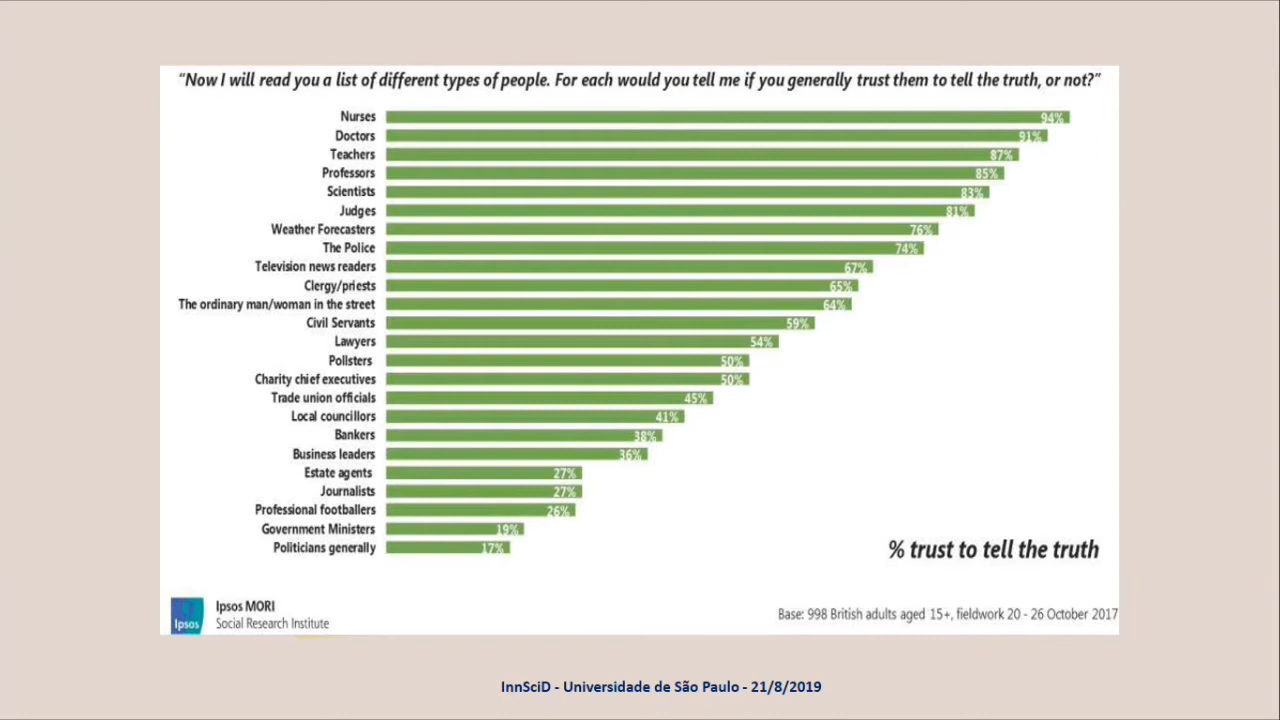 "Now I will read you a list of different types of people. For each would you tell me if you generally trust them to tell the truth, or not?"
Nurses 94%
Doctors 91%
Teachers 87%
Professors 85%
Scientists 83%
Judges 81%
Weather Forecasters 76%
The Police 74%
Television news readers 67%
Clergy/priests 65%
The ordinary man/woman in the street 64%
Civil Servants 59%
Lawyers 54%
Pollsters 50%
Charity chief executives 50%
Trade union officials 45%
Local councillors 41%
Bankers 38%
Business leaders 36%
Estate agents 27%
Journalists 27%
Professional footballers 26%
Government Ministers 19%
Politicians generally 17%
% trust to tell the truth
Ipsos
Ipsos MORI
Social Research Institute
Base: 998 British adults aged 15+, fieldwork 20 - 26 October 2017
InnSciD - Universidade de São Paulo - 21/8/2019